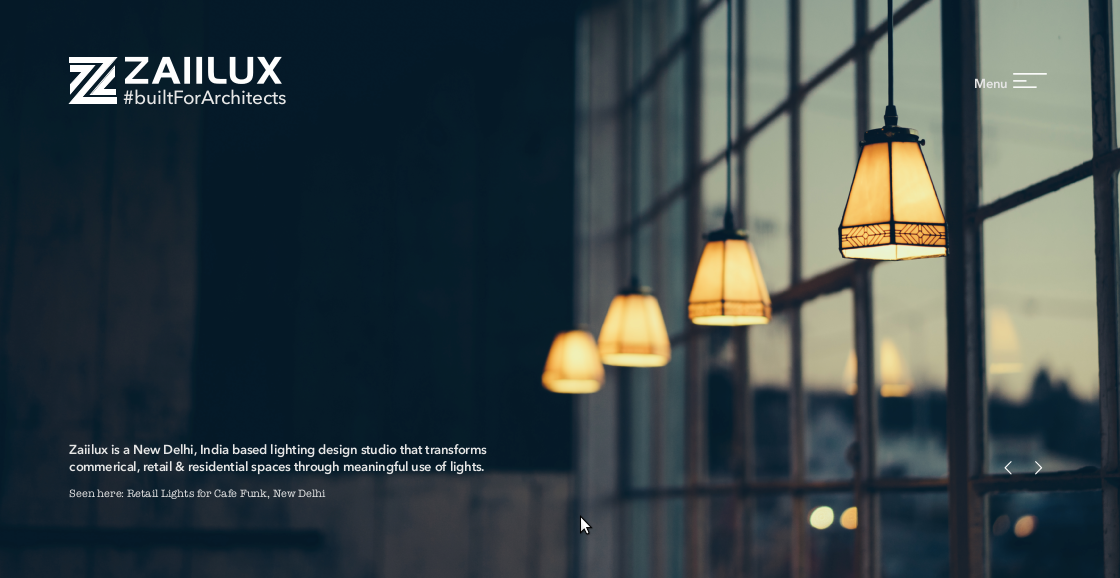 ZAIILUX
#builtForArchitects
Menu
Zaiilux is a New Delhi, India based lighting design studio that transforms
commerical, retail & residential spaces through meaningful use of lights.
Seen here: Retail Lights for Cafe Funk, New Delhi